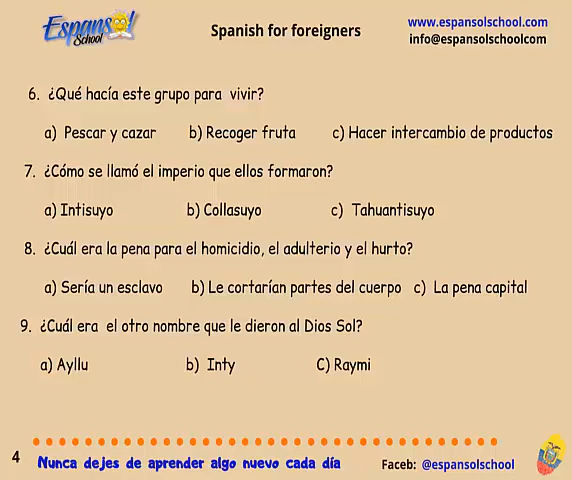 Espansol!
School
Spanish for foreigners
www.espansolschool.com
info@espansolschoolcom
6. ¿Qué hacía este grupo para vivir?
a) Pescar y cazar b) Recoger fruta c) Hacer intercambio de productos
7. ¿Cómo se llamó el imperio que ellos formaron?
a) Intisuyo b) Collasuyo c) Tahuantisuyo
8. ¿Cuál era la pena para el homicidio, el adulterio y el hurto?
a) Sería un esclavo b) Le cortarían partes del cuerpo c) La pena capital
9. ¿Cuál era el otro nombre que le dieron al Dios Sol?
a) Ayllu b) Inty C) Raymi
4 Nunca dejes de aprender algo nuevo cada día Faceb: @espansolschool